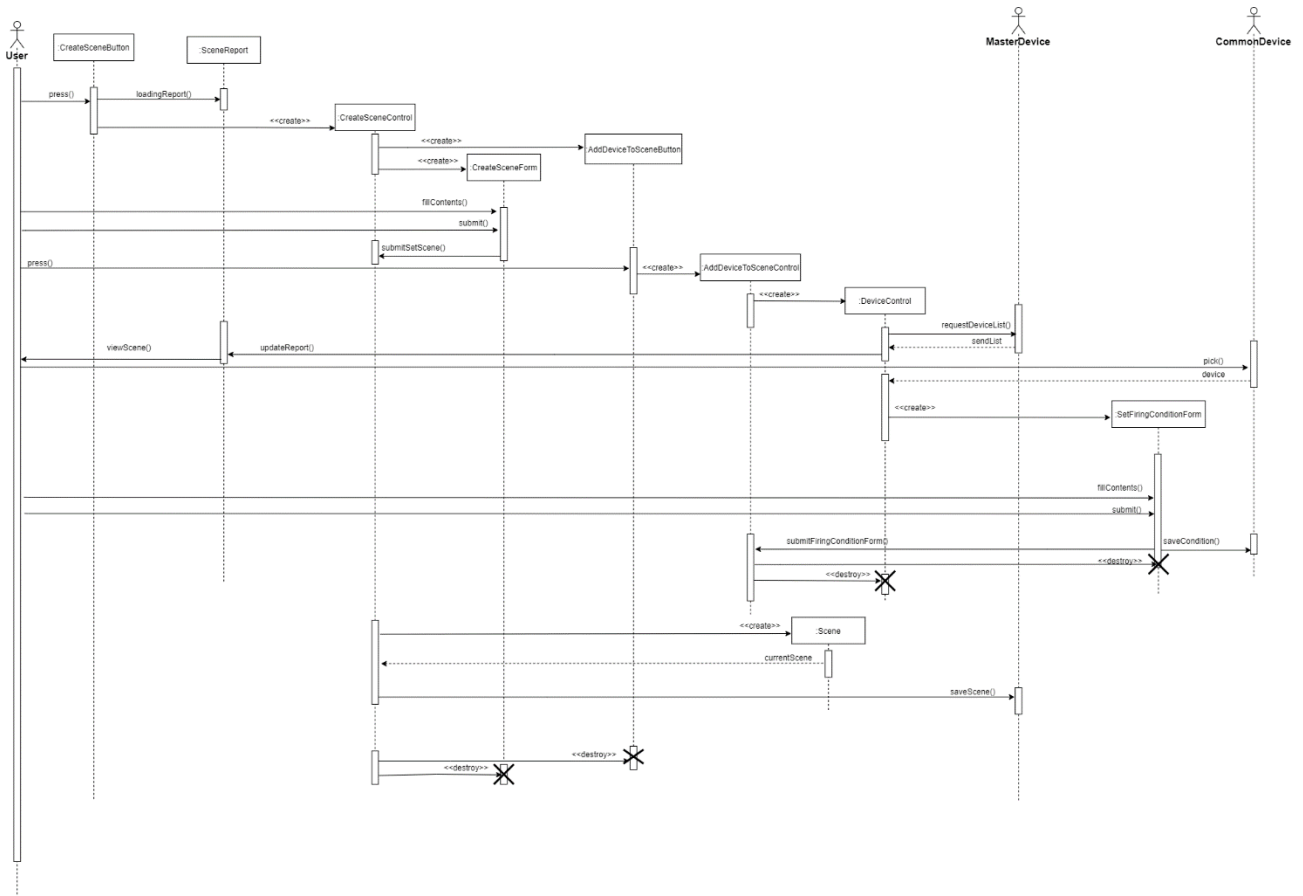 User
:CreateSceneButton
:SceneReport
MasterDevice
CommonDevice
press()
loadingReport()
<<create>>
:CreateSceneControl
<<create>>
:AddDeviceToSceneButton
<<create>>
:CreateSceneForm
fillContents()
submit()
submitSetScene()
press()
<<create>>
:AddDeviceToSceneControl
<<create>>
:DeviceControl
requestDeviceList()
sendList
viewScene()
updateReport()
pick()
device
<<create>>
:SetFiringConditionForm
fillContents()
submit()
submitFiringConditionForm()
saveCondition()
<<destroy>>
<<destroy>>
<<create>>
:Scene
currentScene
saveScene()
<<destroy>>
<<destroy>>